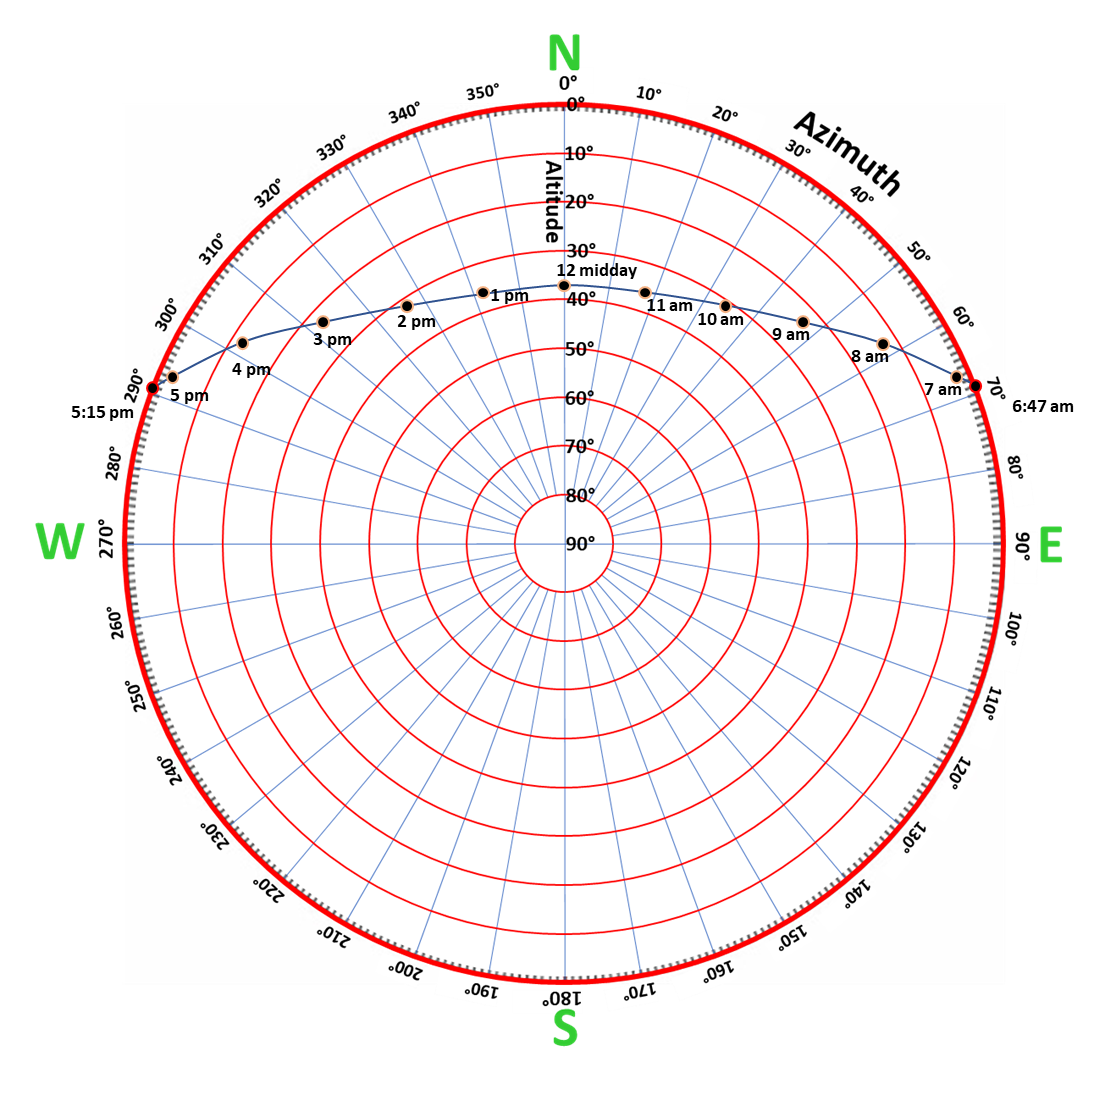 N
0°
0°
350°
10°
340°
20°
Azimuth
330°
30°
10°
Altitude
320°
40°
20°
310°
50°
30°
12 midday
40°
300°
60°
1 pm
11 am
2 pm
10 am
3 pm
9 am
50°
8 am
4 pm
290°
70°
5 pm
7 am
60°
5:15 pm
6:47 am
70°
280°
80°
80°
W
270°
90°
90°
E
260°
100°
250°
110°
240°
120°
230°
130°
220°
140°
210°
150°
200°
160°
190°
170°
180°
S